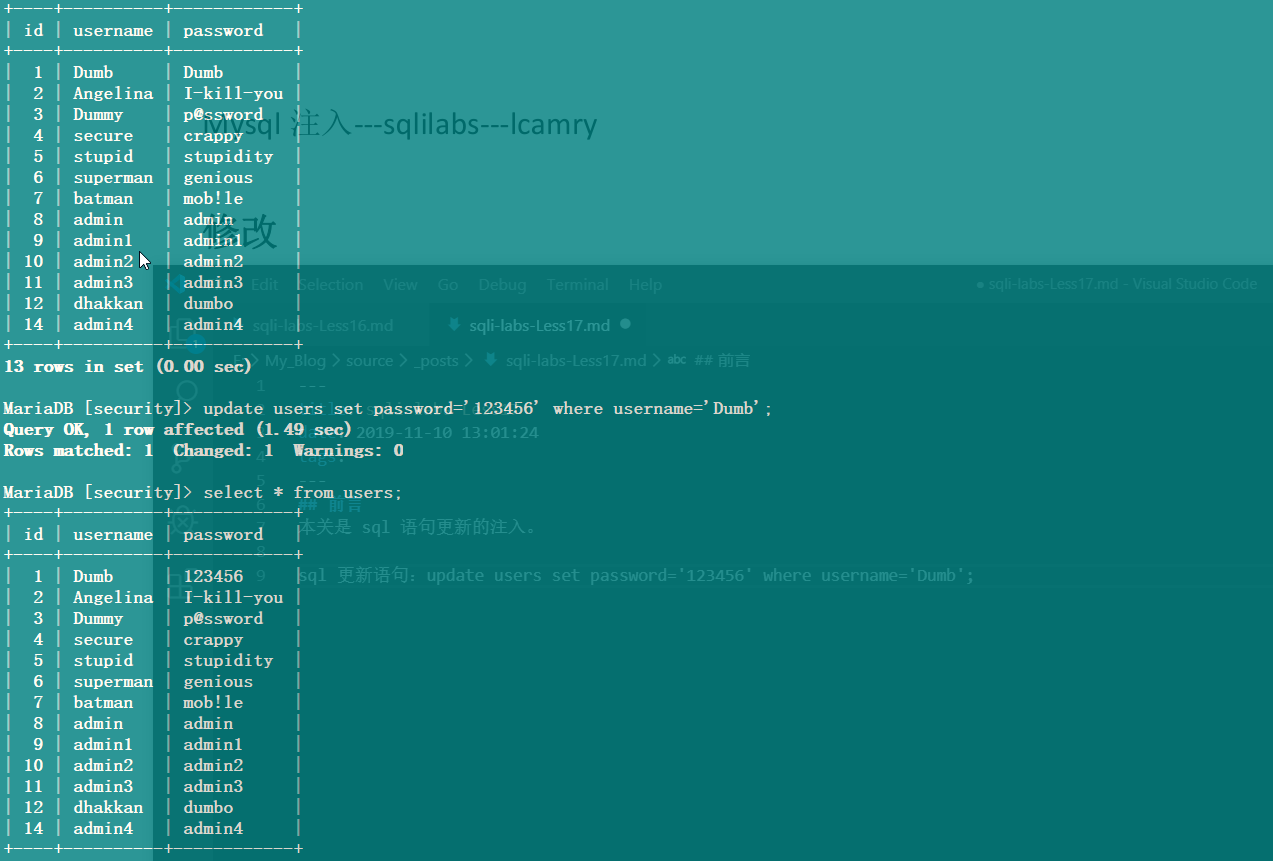 +----+----------+------------+
| id | username | password   |
+----+----------+------------+
|  1 | Dumb     | Dumb       |
|  2 | Angelina | I-kill-you |
|  3 | Dummy    | p@ssword   |
|  4 | secure   | crappy     |
|  5 | stupid   | stupidity  |
|  6 | superman | genious    |
|  7 | batman   | mob!le     |
|  8 | admin    | admin      |
|  9 | admin1   | admin1     |
| 10 | admin2   | admin2     |
| 11 | admin3   | admin3     |
| 12 | dhakkan  | dumbo      |
| 14 | admin4   | admin4     |
+----+----------+------------+
13 rows in set (0.00 sec)
MariaDB [security]> update users set password='123456' where username='Dumb';
Query OK, 1 row affected (1.49 sec)
Rows matched: 1  Changed: 1  Warnings: 0
MariaDB [security]> select * from users;
+----+----------+------------+
| id | username | password   |
+----+----------+------------+
|  1 | Dumb     | 123456     |
|  2 | Angelina | I-kill-you |
|  3 | Dummy    | p@ssword   |
|  4 | secure   | crappy     |
|  5 | stupid   | stupidity  |
|  6 | superman | genious    |
|  7 | batman   | mob!le     |
|  8 | admin    | admin      |
|  9 | admin1   | admin1     |
| 10 | admin2   | admin2     |
| 11 | admin3   | admin3     |
| 12 | dhakkan  | dumbo      |
| 14 | admin4   | admin4     |
+----+----------+------------+
Mysql 注入---sqlilabs---lcamry
修改
Edit Selection View Go Debug Terminal Help ● sqli-labs-Less17.md - Visual Studio Code
sqli-labs-Less16.md sqli-labs-Less17.md ●
> My_Blog > source > _posts > sqli-labs-Less17.md > abc ## 前言
1 ---
2019-11-10 13:01:24
4 tags:
5 ---
6 ## 前言
本关是 sql 语句更新的注入。
8
9 sql 更新语句：update users set password='123456' where username='Dumb';